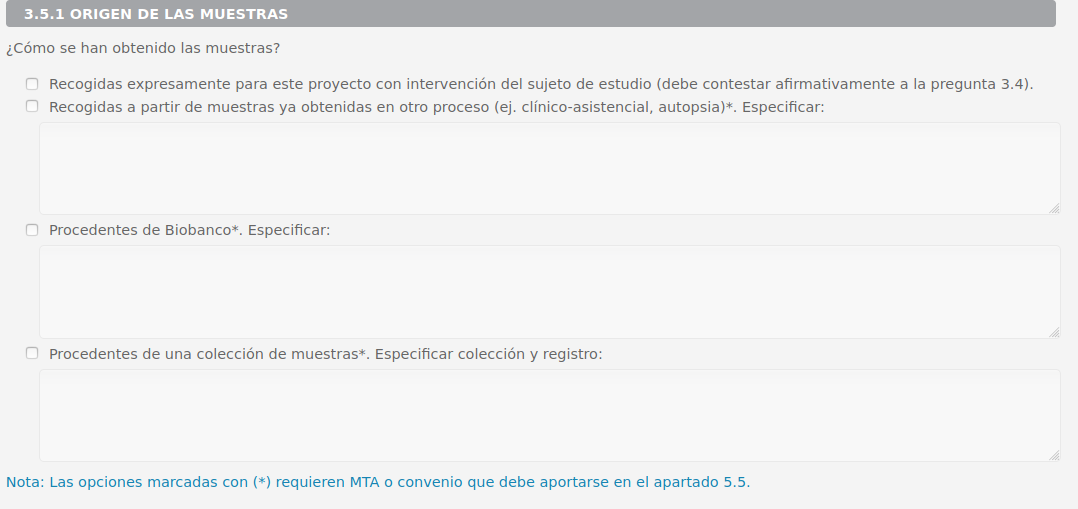 3.5.1 ORIGEN DE LAS MUESTRAS
¿Cómo se han obtenido las muestras?
Recogidas expresamente para este proyecto con intervención del sujeto de estudio (debe contestar afirmativamente a la pregunta 3.4).
Recogidas a partir de muestras ya obtenidas en otro proceso (ej. clínico-asistencial, autopsia)*. Especificar:
Procedentes de Biobanco*. Especificar:
Procedentes de una colección de muestras*. Especificar colección y registro:
Nota: Las opciones marcadas con (*) requieren MTA o convenio que debe aportarse en el apartado 5.5.